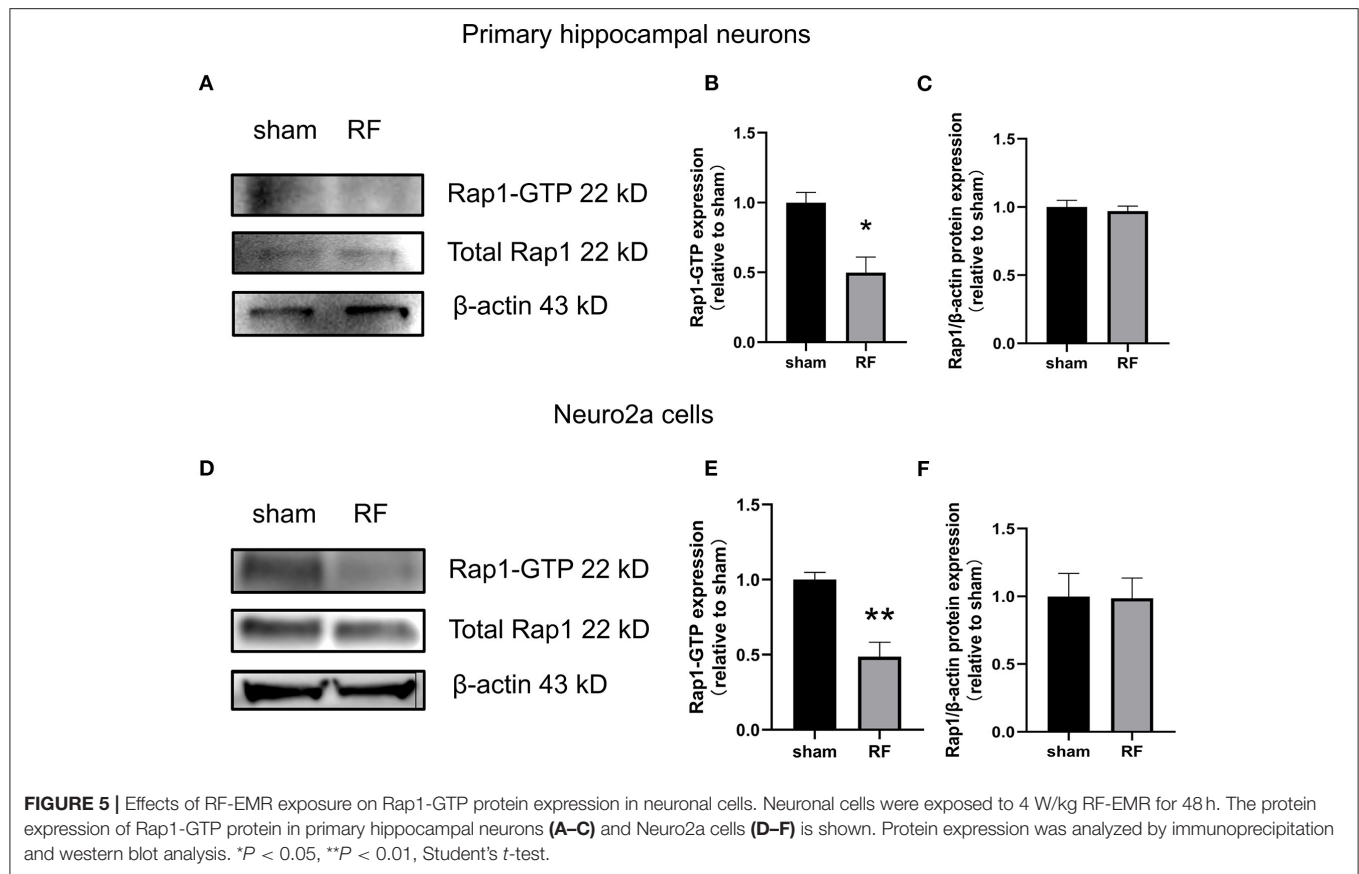 Primary hippocampal neurons
A
B
C
sham RF
Rap1-GTP 22 kD
Total Rap1 22 kD
β-actin 43 kD
Rap1-GTP expression
(relative to sham)
1.5
1.0
0.5
0.0
*
sham RF
Rap1/β-actin protein expression
(relative to sham)
1.5
1.0
0.5
0.0
sham RF
Neuro2a cells
D
E
F
sham RF
Rap1-GTP 22 kD
Total Rap1 22 kD
β-actin 43 kD
Rap1-GTP expression
(relative to sham)
1.5
1.0
0.5
0.0
**
sham RF
Rap1/β-actin protein expression
(relative to sham)
1.5
1.0
0.5
0.0
sham RF
FIGURE 5 | Effects of RF-EMR exposure on Rap1-GTP protein expression in neuronal cells. Neuronal cells were exposed to 4 W/kg RF-EMR for 48 h. The protein
expression of Rap1-GTP protein in primary hippocampal neurons (A–C) and Neuro2a cells (D–F) is shown. Protein expression was analyzed by immunoprecipitation
and western blot analysis. *P < 0.05, **P < 0.01, Student's t-test.